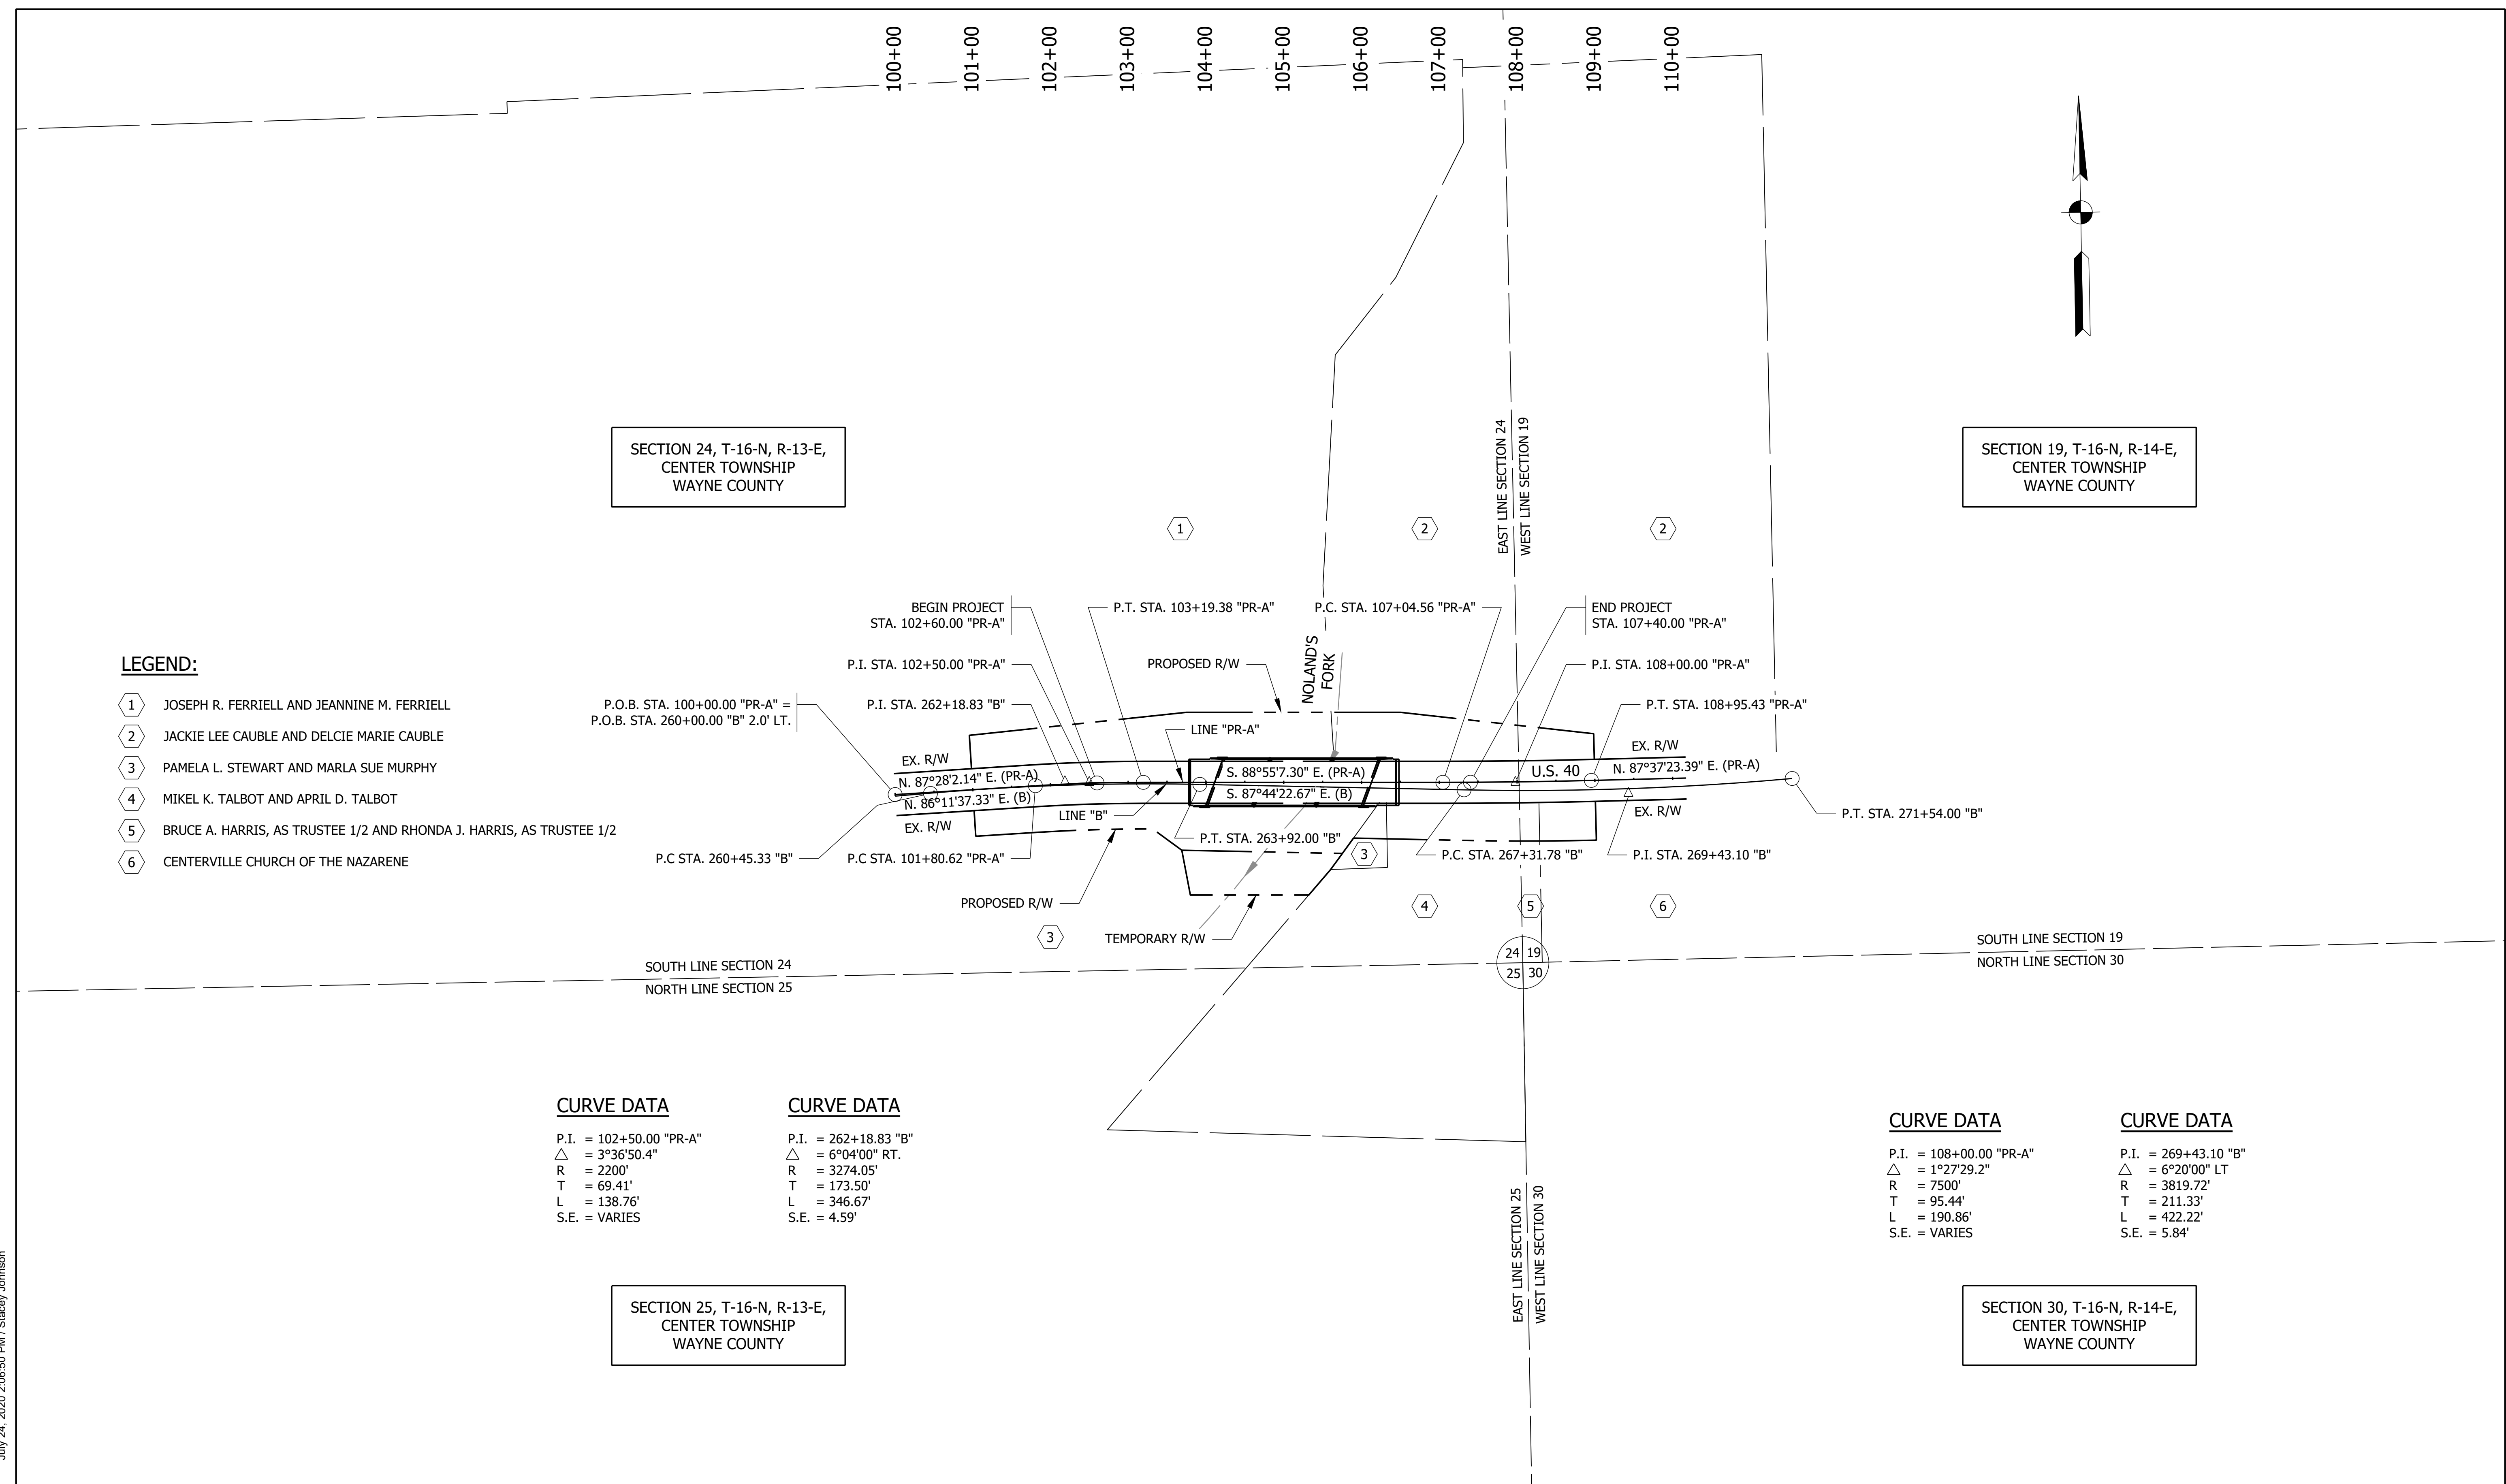 100+00
101+00
102+00
103+00
104+00
105+00
106+00
107+00
108+00
109+00
110+00
SECTION 24, T-16-N, R-13-E,
CENTER TOWNSHIP
WAYNE COUNTY
EAST LINE SECTION 24
WEST LINE SECTION 19
SECTION 19, T-16-N, R-14-E,
CENTER TOWNSHIP
WAYNE COUNTY
1
2
2
LEGEND:
1 JOSEPH R. FERRIELL AND JEANNINE M. FERRIELL
2 JACKIE LEE CAUBLE AND DELCIE MARIE CAUBLE
3 PAMELA L. STEWART AND MARLA SUE MURPHY
4 MIKEL K. TALBOT AND APRIL D. TALBOT
5 BRUCE A. HARRIS, AS TRUSTEE 1/2 AND RHONDA J. HARRIS, AS TRUSTEE 1/2
6 CENTERVILLE CHURCH OF THE NAZARENE
BEGIN PROJECT
STA. 102+60.00 "PR-A"
P.T. STA. 103+19.38 "PR-A"
P.C. STA. 107+04.56 "PR-A"
END PROJECT
STA. 107+40.00 "PR-A"
P.I. STA. 102+50.00 "PR-A"
PROPOSED R/W
NOLAND'S
FORK
P.I. STA. 108+00.00 "PR-A"
P.O.B. STA. 100+00.00 "PR-A" =
P.O.B. STA. 260+00.00 "B" 2.0' LT.
P.I. STA. 262+18.83 "B"
P.T. STA. 108+95.43 "PR-A"
LINE "PR-A"
EX. R/W
EX. R/W
N. 87°28'2.14" E. (PR-A)
S. 88°55'7.30" E. (PR-A)
U.S. 40
N. 87°37'23.39" E. (PR-A)
N. 86°11'37.33" E. (B)
S. 87°44'22.67" E. (B)
EX. R/W
LINE "B"
EX. R/W
P.T. STA. 271+54.00 "B"
P.T. STA. 263+92.00 "B"
P.C STA. 260+45.33 "B"
P.C STA. 101+80.62 "PR-A"
3
P.C. STA. 267+31.78 "B"
P.I. STA. 269+43.10 "B"
PROPOSED R/W
4
5
6
3
TEMPORARY R/W
SOUTH LINE SECTION 24
NORTH LINE SECTION 25
24 19
25 30
SOUTH LINE SECTION 19
NORTH LINE SECTION 30
CURVE DATA
P.I. = 102+50.00 "PR-A"
△ = 3°36'50.4"
R = 2200'
T = 69.41'
L = 138.76'
S.E. = VARIES
CURVE DATA
P.I. = 262+18.83 "B"
△ = 6°04'00" RT.
R = 3274.05'
T = 173.50'
L = 346.67'
S.E. = 4.59'
CURVE DATA
P.I. = 108+00.00 "PR-A"
△ = 1°27'29.2"
R = 7500'
T = 95.44'
L = 190.86'
S.E. = VARIES
CURVE DATA
P.I. = 269+43.10 "B"
△ = 6°20'00" LT
R = 3819.72'
T = 211.33'
L = 422.22'
S.E. = 5.84'
EAST LINE SECTION 25
WEST LINE SECTION 30
SECTION 25, T-16-N, R-13-E,
CENTER TOWNSHIP
WAYNE COUNTY
SECTION 30, T-16-N, R-14-E,
CENTER TOWNSHIP
WAYNE COUNTY
July 24, 2020 2:06:50 PM / Stacey Johnson